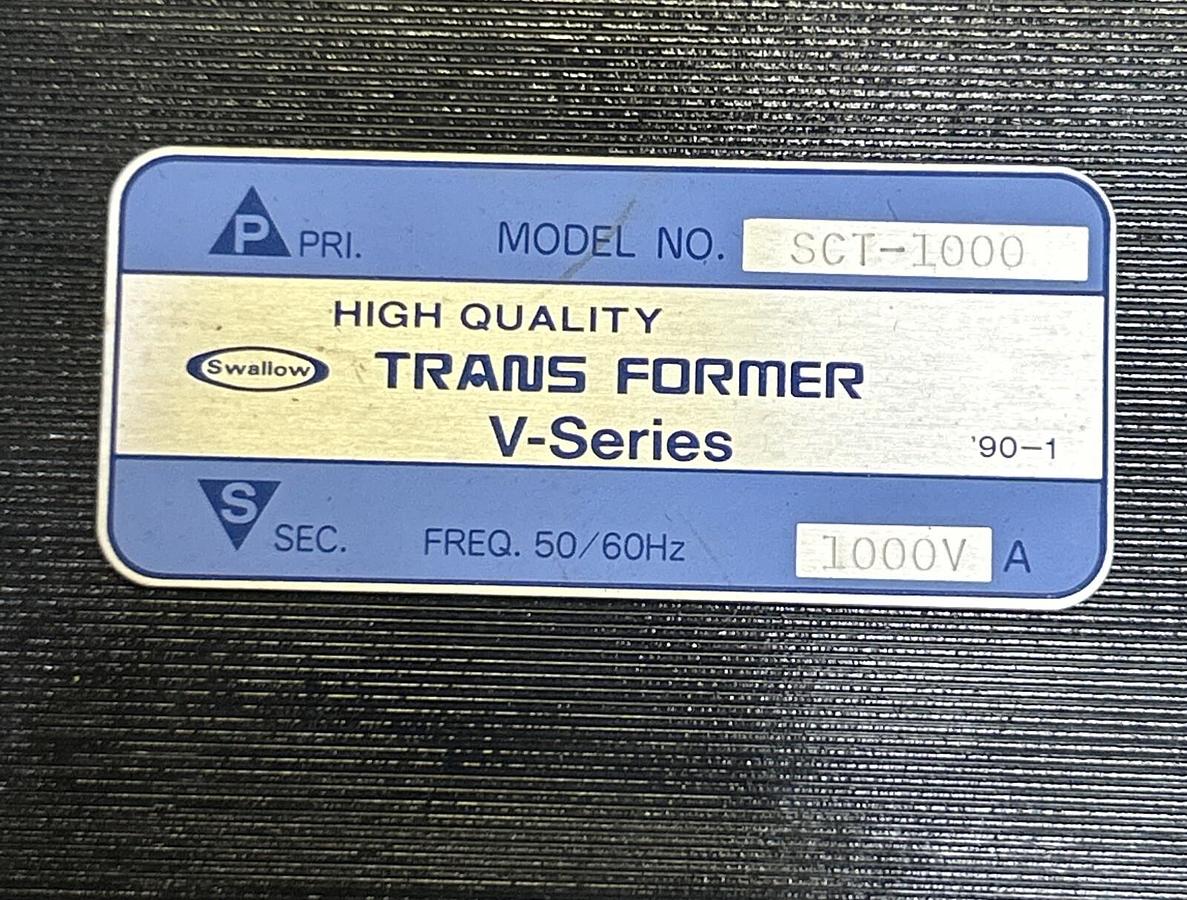 P PRI. MODEL NO. SCT-1000
HIGH QUALITY
Swallow TRANS FORMER
V-Series '90-1
S SEC. FREQ. 50/60Hz 1000V A